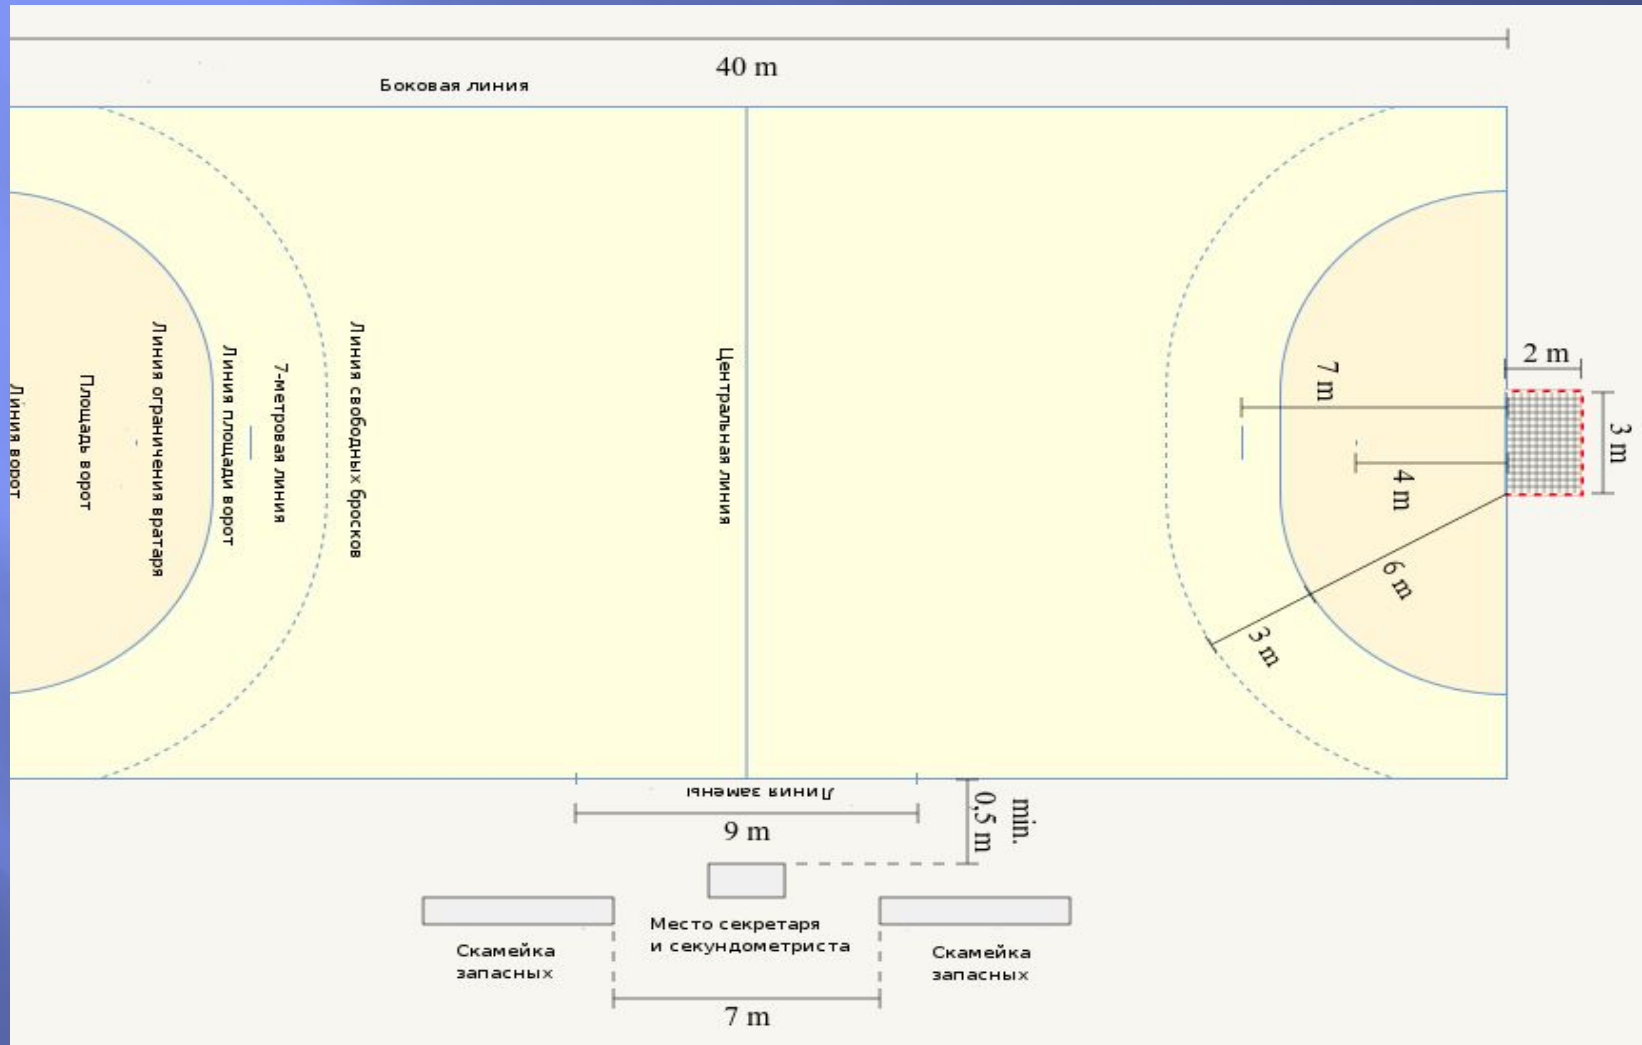 40 m
Боковая линия
Линия ворот
Площадь ворот
Линия ограничения вратаря
Линия площади ворот
7-метровая линия
Линия свободных бросков
Центральная линия
7 m
4 m
6 m
3 m
2 m
3 m
Линия замены
9 m
min.
0,5 m
Место секретаря
и секундометриста
Скамейка
запасных
Скамейка
запасных
7 m